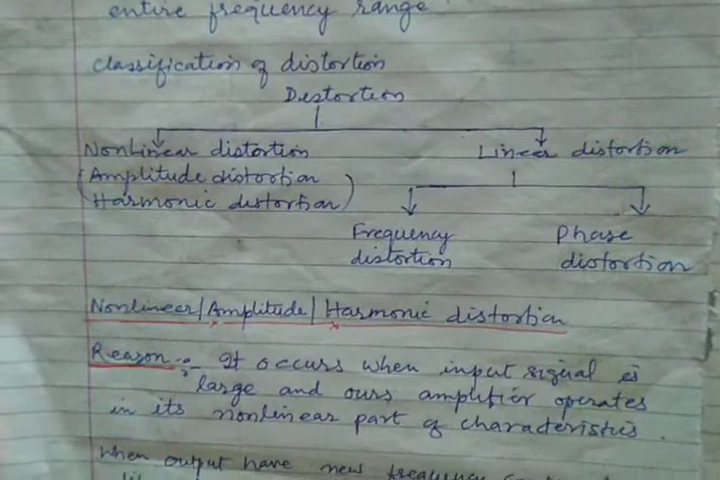 entire frequency range
Classification of distortion
Distortion
Nonlinear distortion
(Amplitude distortion
Harmonic distortion)
Linear distortion
Frequency
distortion
Phase
distortion
Nonlinear/Amplitude/Harmonic distortion
Reason :- It occurs when input signal is
large and ours amplifier operates
in its nonlinear part of characteristics.
When output have new frequency